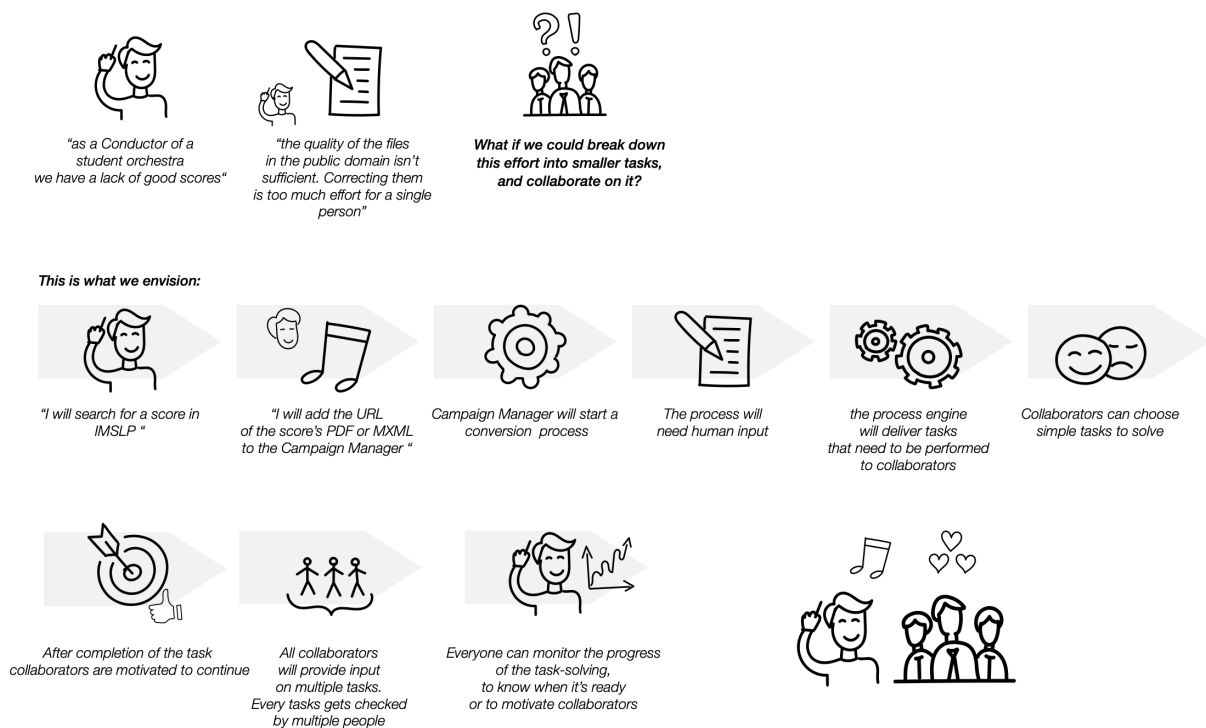 "as a Conductor of a
student orchestra
we have a lack of good scores"
"the quality of the files
in the public domain isn't
sufficient. Correcting them
is too much effort for a single
person"
?!
What if we could break down
this effort into smaller tasks,
and collaborate on it?
This is what we envision:
"I will search for a score in
IMSLP "
"I will add the URL
of the score's PDF or MXML
to the Campaign Manager "
Campaign Manager will start a
conversion process
The process will
need human input
the process engine
will deliver tasks
that need to be performed
to collaborators
Collaborators can choose
simple tasks to solve
After completion of the task
collaborators are motivated to continue
All collaborators
will provide input
on multiple tasks.
Every tasks gets checked
by multiple people
Everyone can monitor the progress
of the task-solving,
to know when it's ready
or to motivate collaborators